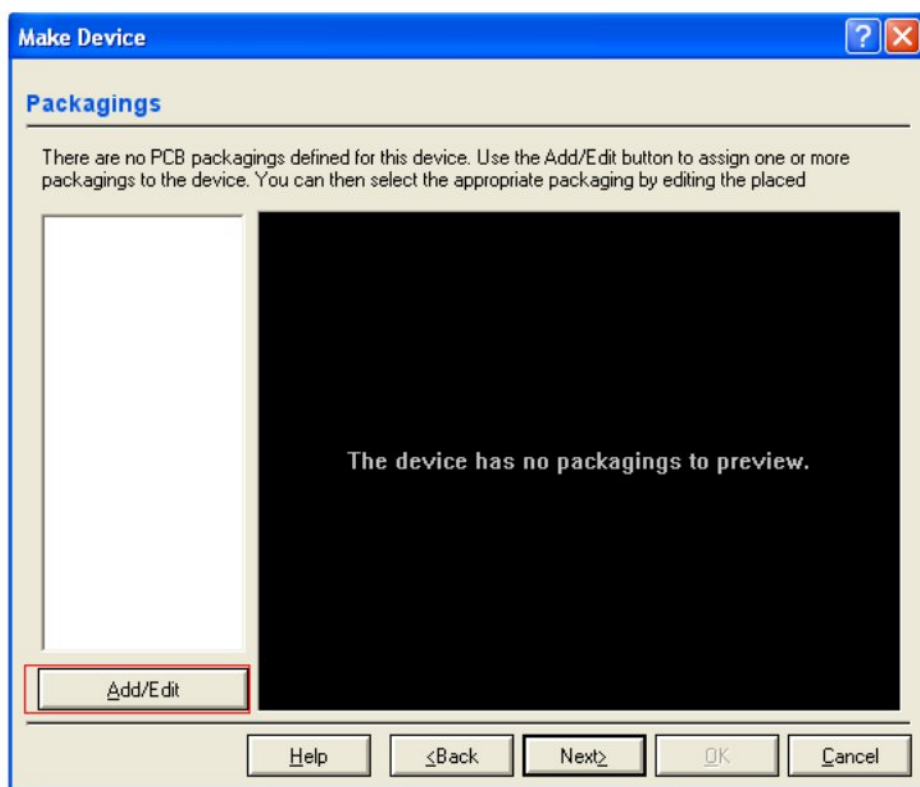 Make Device
Packagings
There are no PCB packagings defined for this device. Use the Add/Edit button to assign one or more
packagings to the device. You can then select the appropriate packaging by editing the placed
The device has no packagings to preview.
Add/Edit
Help
<Back
Next>
OK
Cancel